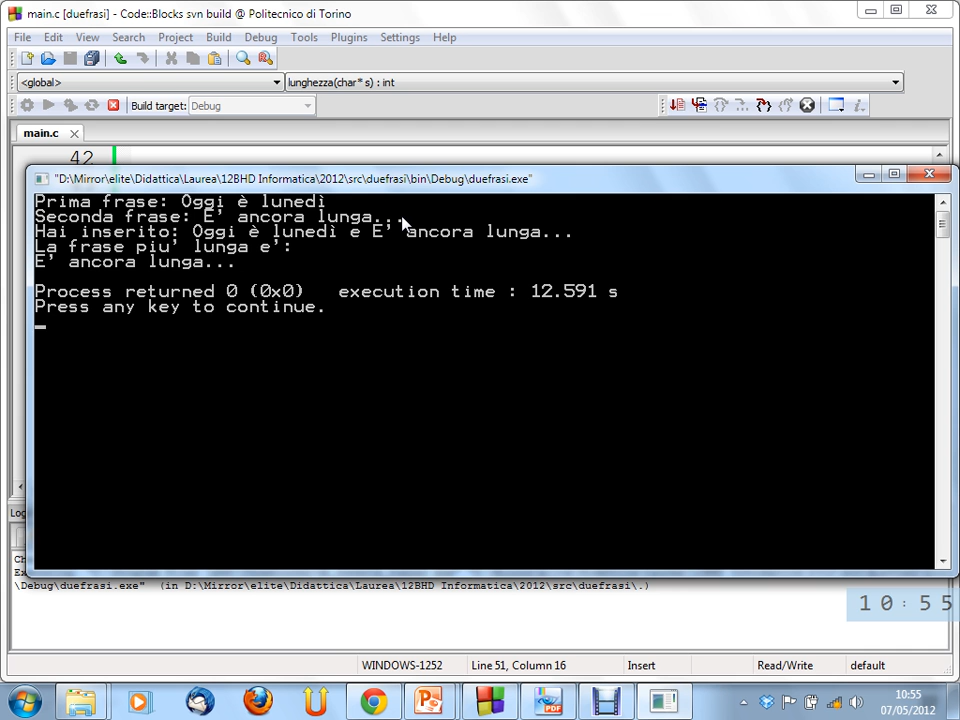 main.c [duefrasi] - Code::Blocks svn build @ Politecnico di Torino
File Edit View Search Project Build Debug Tools Plugins Settings Help
<global> lunghezza(char* s) : int
Build target: Debug
main.c
42
"D:\Mirror\elite\Didattica\Laurea\12BHD Informatica\2012\src\duefrasi\bin\Debug\duefrasi.exe"
Prima frase: Oggi è lunedì
Seconda frase: E' ancora lunga...
Hai inserito: Oggi è lunedì e E' ancora lunga...
La frase piu' lunga e':
E' ancora lunga...
Process returned 0 (0x0) execution time : 12.591 s
Press any key to continue.
\Debug\duefrasi.exe" (in D:\Mirror\elite\Didattica\Laurea\12BHD Informatica\2012\src\duefrasi\.)
10:55
WINDOWS-1252 Line 51, Column 16 Insert Read/Write default
PDF
10:55
07/05/2012